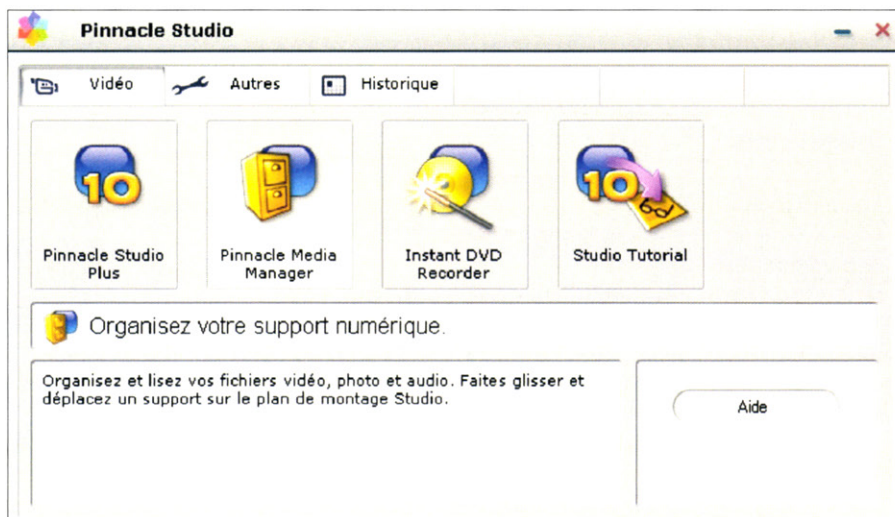 Pinnacle Studio
Vidéo Autres Historique
10 10
Pinnacle Studio
Plus
Pinnacle Media
Manager
Instant DVD
Recorder
Studio Tutorial
Organisez votre support numérique.
Organisez et lisez vos fichiers vidéo, photo et audio. Faites glisser et
déplacez un support sur le plan de montage Studio.
Aide